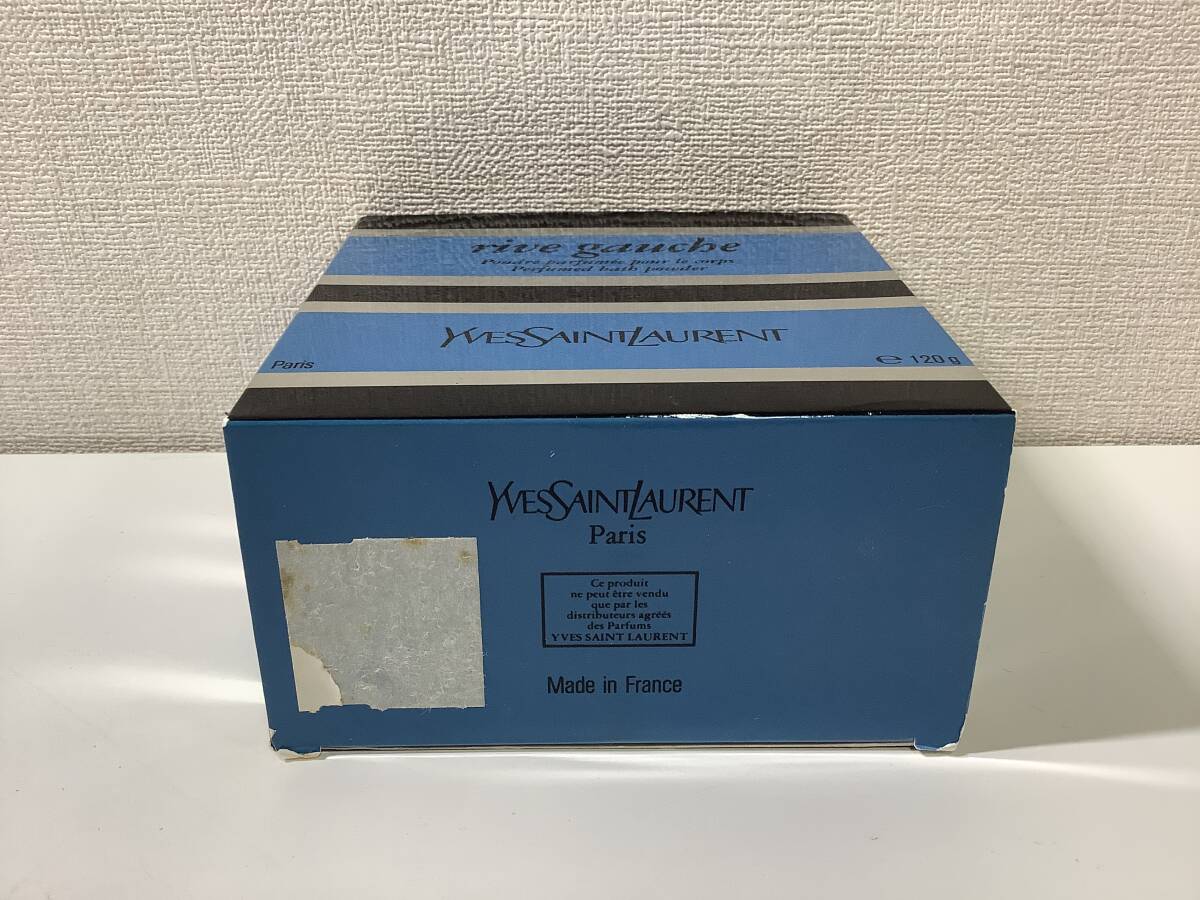 rive gauche
Poudre parfumée pour le corps
Perfumed bath powder
YVESSAINTLAURENT
Paris
℮ 120 g
YVESSAINTLAURENT
Paris
Ce produit
ne peut être vendu
que par les
distributeurs agréés
des Parfums
YVES SAINT LAURENT
Made in France